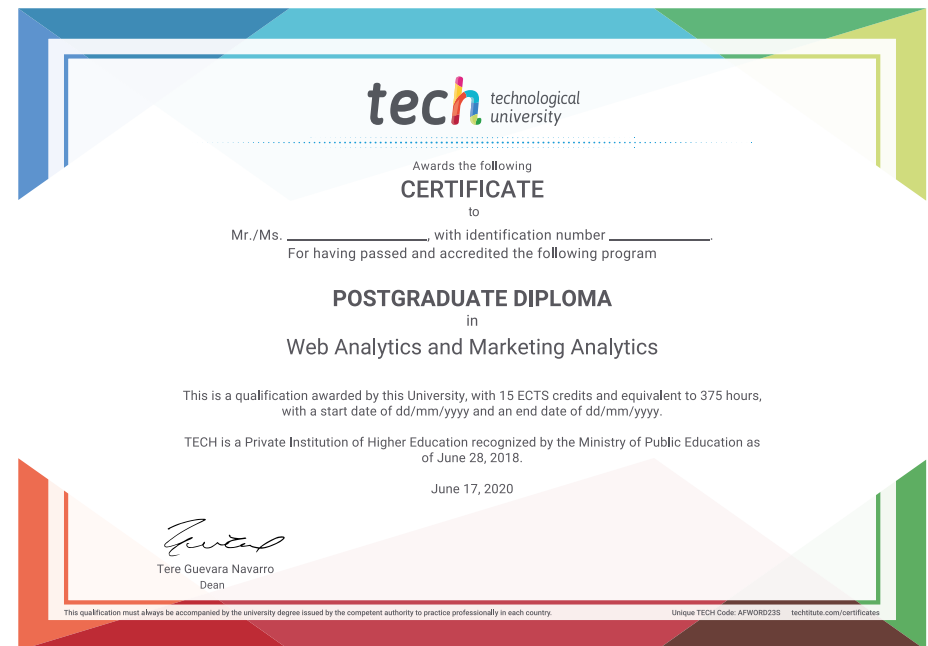 tech technological
university
Awards the following
CERTIFICATE
to
Mr./Ms. ____________________, with identification number ______________.
For having passed and accredited the following program
POSTGRADUATE DIPLOMA
in
Web Analytics and Marketing Analytics
This is a qualification awarded by this University, with 15 ECTS credits and equivalent to 375 hours,
with a start date of dd/mm/yyyy and an end date of dd/mm/yyyy.
TECH is a Private Institution of Higher Education recognized by the Ministry of Public Education as
of June 28, 2018.
June 17, 2020
Tere Guevara Navarro
Dean
This qualification must always be accompanied by the university degree issued by the competent authority to practice professionally in each country.
Unique TECH Code: AFWORD23S techtitute.com/certificates